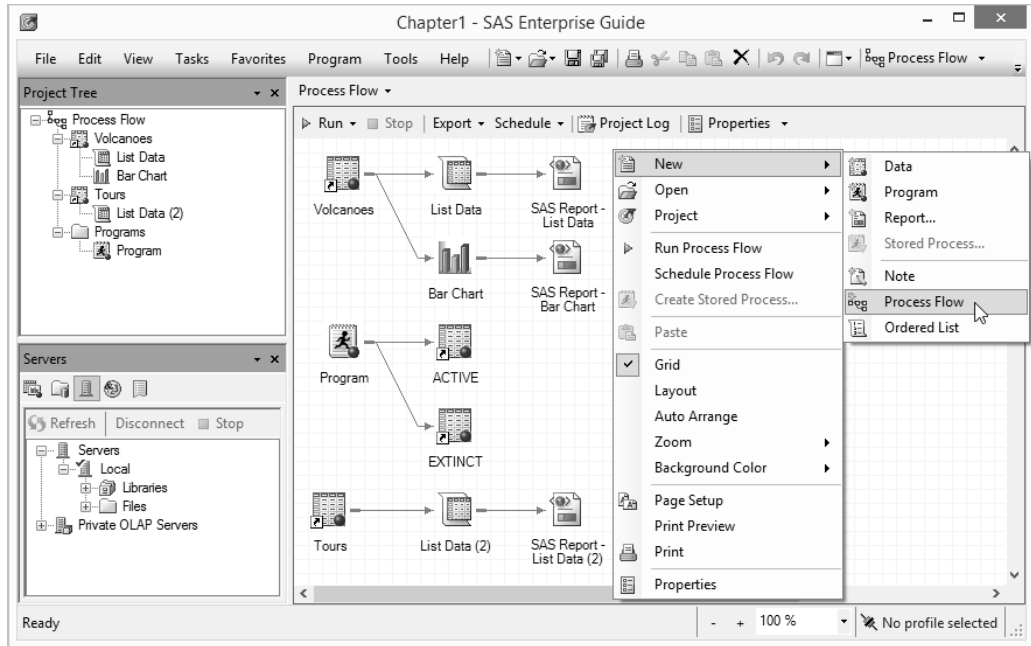 Chapter1 - SAS Enterprise Guide
File Edit View Tasks Favorites Program Tools Help Process Flow
Project Tree
Process Flow
Volcanoes
List Data
Bar Chart
Tours
List Data (2)
Programs
Program
Servers
Refresh Disconnect Stop
Servers
Local
Libraries
Files
Private OLAP Servers
Process Flow
Run Stop Export Schedule Project Log Properties
Volcanoes
List Data
SAS Report -
List Data
Bar Chart
SAS Report -
Bar Chart
Program
ACTIVE
EXTINCT
Tours
List Data (2)
SAS Report -
List Data (2)
New
Open
Project
Run Process Flow
Schedule Process Flow
Create Stored Process...
Paste
Grid
Layout
Auto Arrange
Zoom
Background Color
Page Setup
Print Preview
Print
Properties
Data
Program
Report...
Stored Process...
Note
Process Flow
Ordered List
Ready
- + 100 % No profile selected